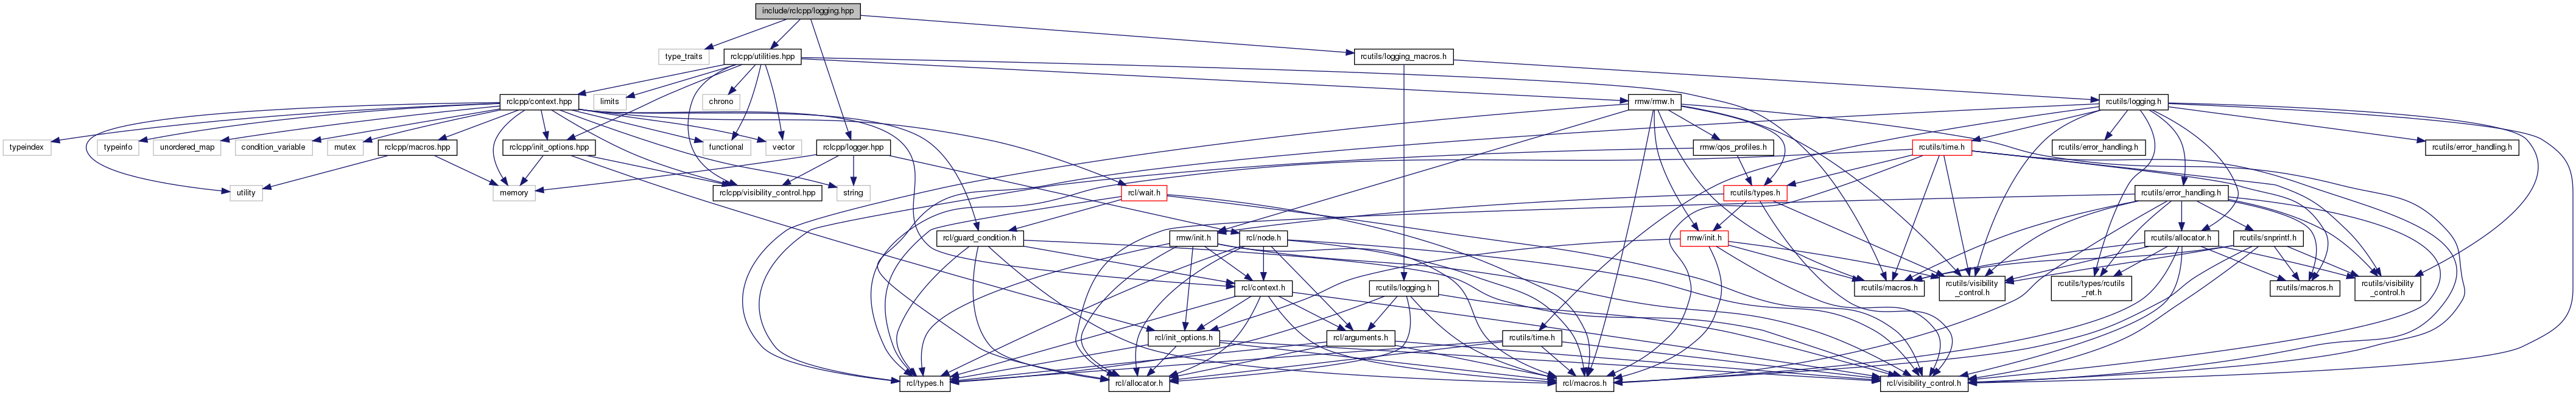 include/rclcpp/logging.hpp
type_traits
rclcpp/utilities.hpp
rcutils/logging_macros.h
rclcpp/context.hpp
limits
chrono
rmw/rmw.h
rcutils/logging.h
typeindex
typeinfo
unordered_map
condition_variable
mutex
rclcpp/macros.hpp
rclcpp/init_options.hpp
functional
vector
rclcpp/logger.hpp
rmw/qos_profiles.h
rcutils/time.h
rcutils/error_handling.h
rcutils/error_handling.h
utility
memory
rclcpp/visibility_control.hpp
string
rcl/wait.h
rcutils/types.h
rcutils/error_handling.h
rcl/guard_condition.h
rmw/init.h
rcl/node.h
rmw/init.h
rcutils/allocator.h
rcutils/snprintf.h
rcl/context.h
rcutils/logging.h
rcutils/macros.h
rcutils/visibility
_control.h
rcutils/types/rcutils
_ret.h
rcutils/macros.h
rcutils/visibility
_control.h
rcl/init_options.h
rcl/arguments.h
rcutils/time.h
rcl/types.h
rcl/allocator.h
rcl/macros.h
rcl/visibility_control.h